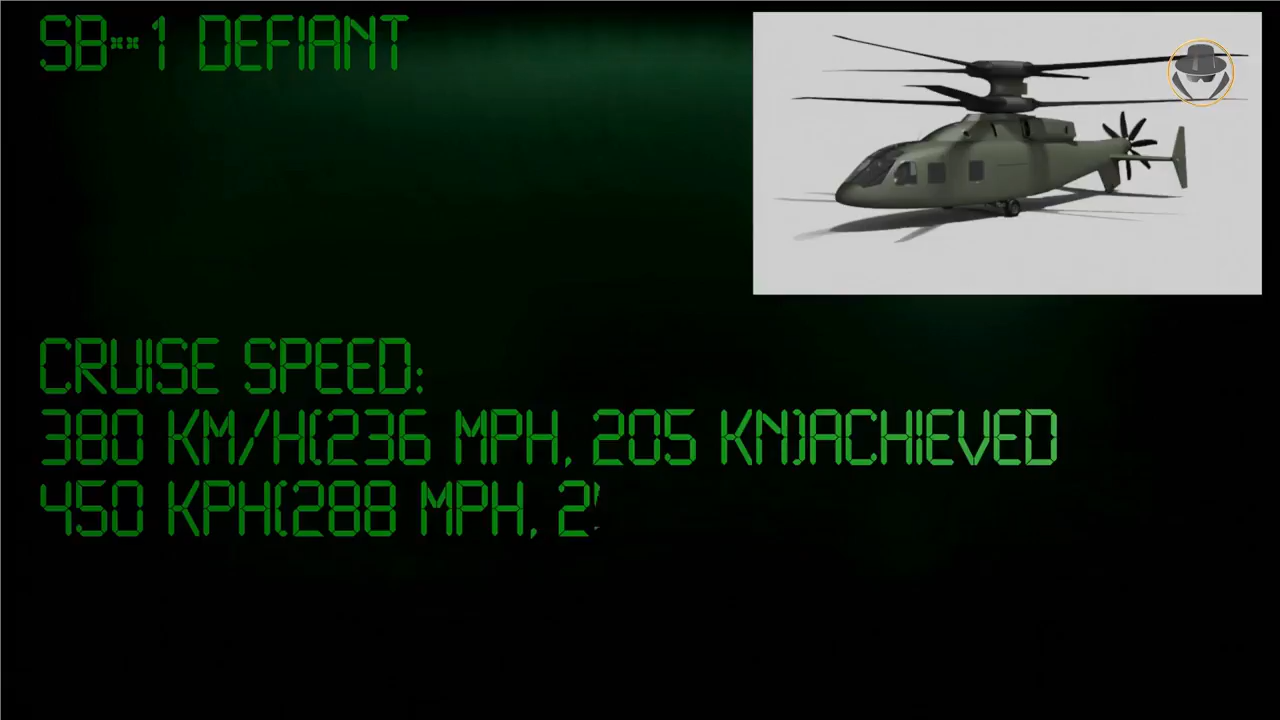 SB**1 DEFIANT
CRUISE SPEED:
380 KM/H(236 MPH, 205 KN)ACHIEVED
450 KPH(288 MPH,